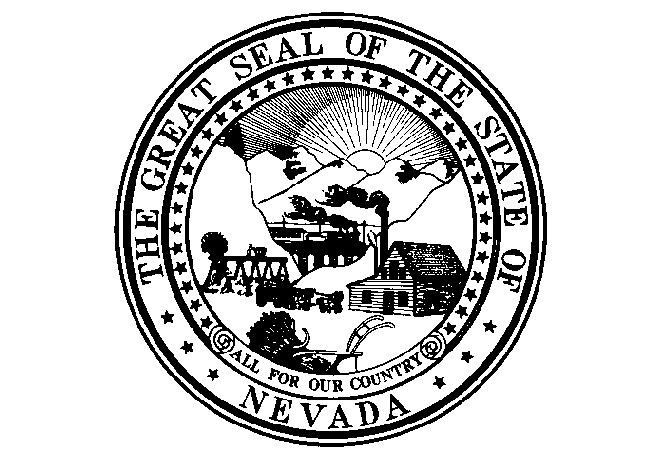 THE GREAT SEAL OF THE STATE OF
NEVADA
ALL FOR OUR COUNTRY